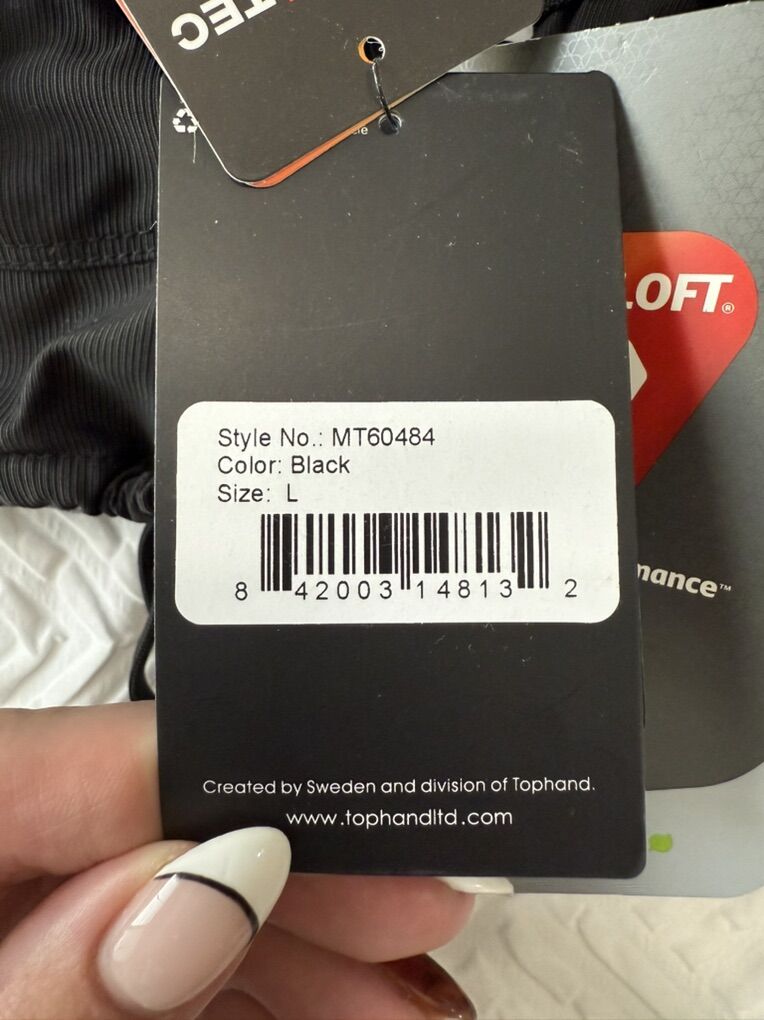 Style No.: MT60484
Color: Black
Size: L
8 42003 14813 2
Created by Sweden and division of Tophand.
www.tophandltd.com
LOFT®
mance™
TEC